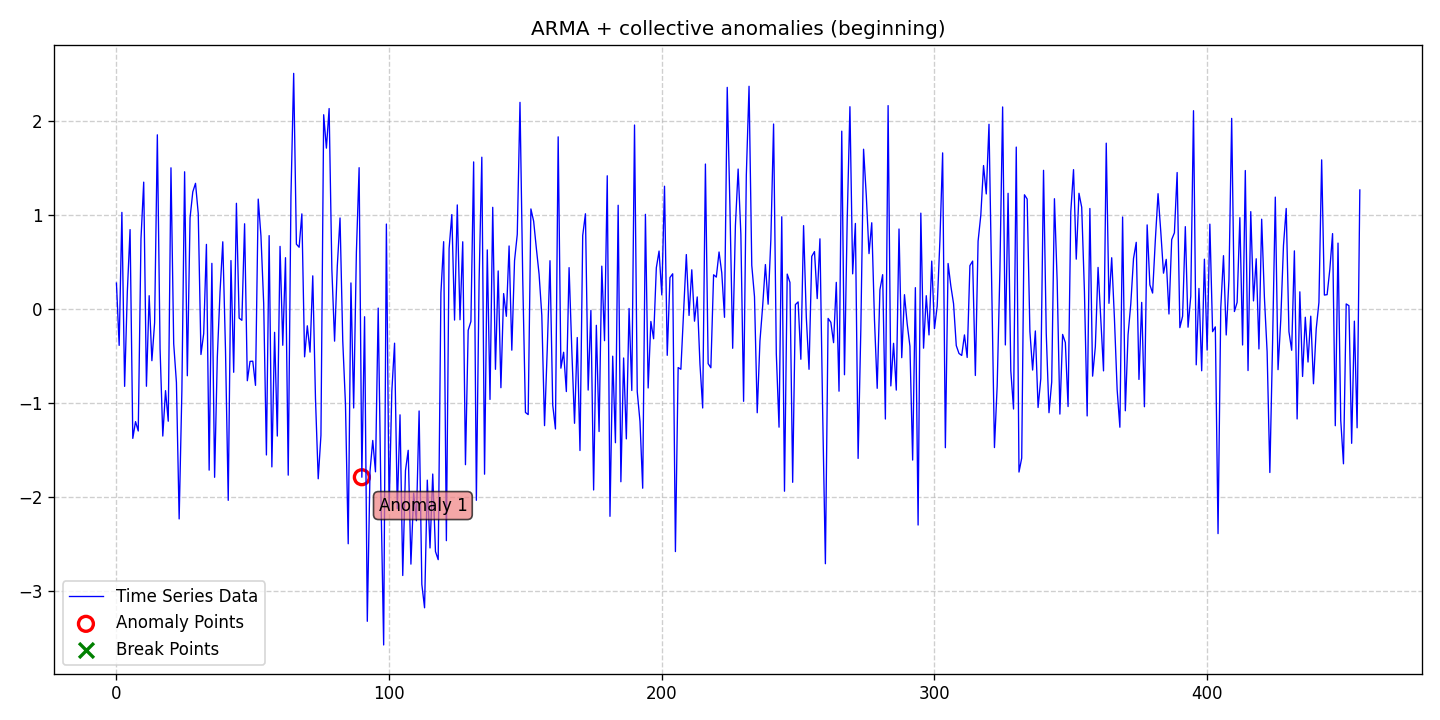 ARMA + collective anomalies (beginning)
2
1
0
−1
−2
−3
Anomaly 1
Time Series Data
Anomaly Points
Break Points
0
100
200
300
400